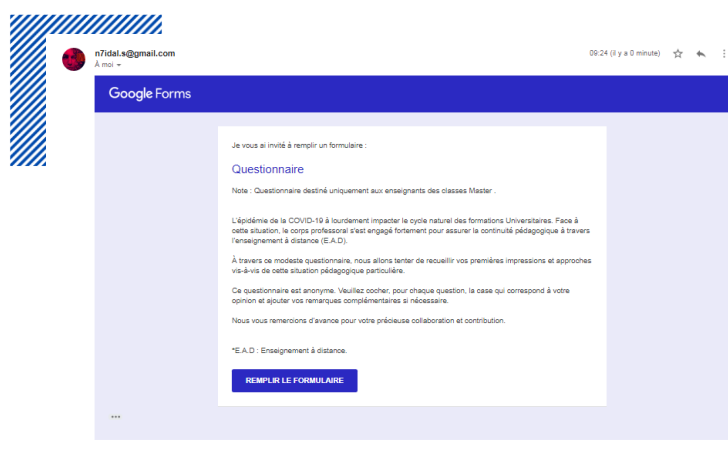 n7idal.s@gmail.com
09:24 (il y a 0 minute)
À moi
Google Forms
Je vous ai invité à remplir un formulaire :
Questionnaire
Note : Questionnaire destiné uniquement aux enseignants des classes Master .
L'épidémie de la COVID-19 à lourdement impacter le cycle naturel des formations Universitaires. Face à
cette situation, le corps professoral s'est engagé fortement pour assurer la continuité pédagogique à travers
l'enseignement à distance (E.A.D).
À travers ce modeste questionnaire, nous allons tenter de recueillir vos premières impressions et approches
vis-à-vis de cette situation pédagogique particulière.
Ce questionnaire est anonyme. Veuillez cocher, pour chaque question, la case qui correspond à votre
opinion et ajouter vos remarques complémentaires si nécessaire.
Nous vous remercions d'avance pour votre précieuse collaboration et contribution.
*E.A.D : Enseignement à distance.
REMPLIR LE FORMULAIRE